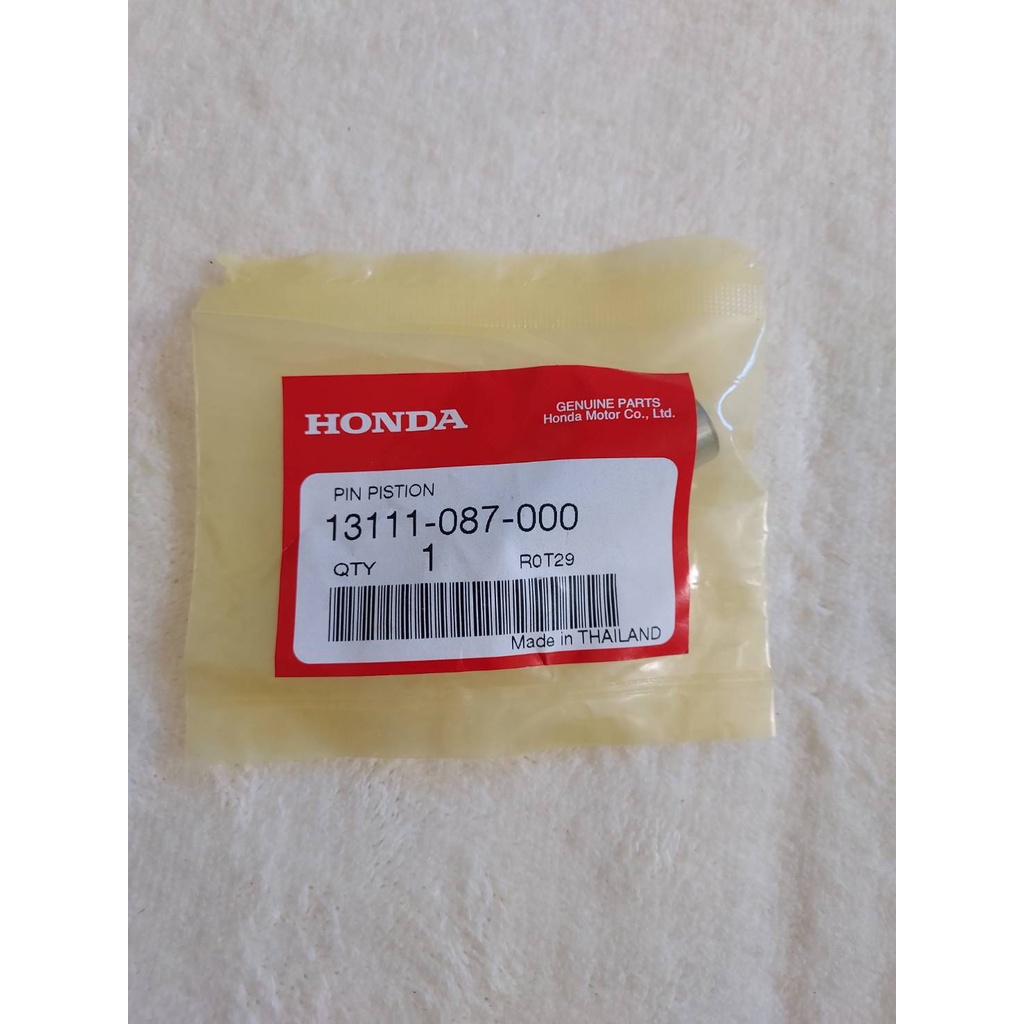 HONDA
GENUINE PARTS
Honda Motor Co., Ltd.
PIN PISTION
13111-087-000
QTY 1 R0T29
Made in THAILAND